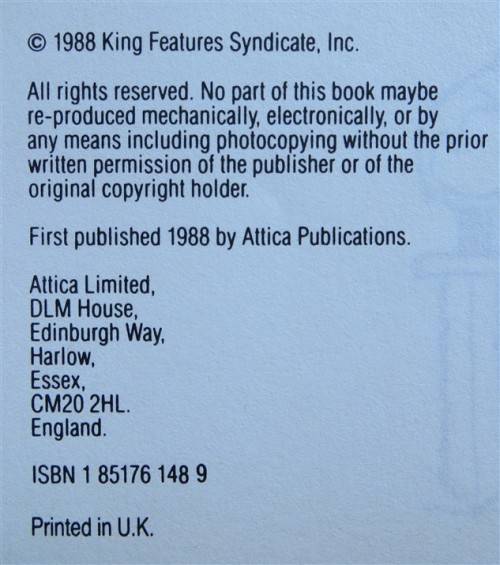 © 1988 King Features Syndicate, Inc.
All rights reserved. No part of this book maybe
re-produced mechanically, electronically, or by
any means including photocopying without the prior
written permission of the publisher or of the
original copyright holder.
First published 1988 by Attica Publications.
Attica Limited,
DLM House,
Edinburgh Way,
Harlow,
Essex,
CM20 2HL.
England.
ISBN 1 85176 148 9
Printed in U.K.